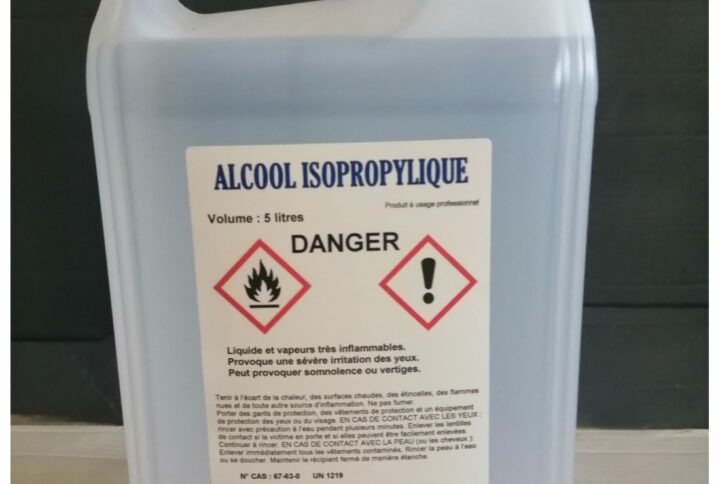 ALCOOL ISOPROPYLIQUE
Produit à usage professionnel
Volume : 5 litres
DANGER
Liquide et vapeurs très inflammables.
Provoque une sévère irritation des yeux.
Peut provoquer somnolence ou vertiges.
Tenir à l'écart de la chaleur, des surfaces chaudes, des étincelles, des flammes
nues et de toute autre source d'inflammation. Ne pas fumer.
Porter des gants de protection, des vêtements de protection et un équipement
de protection des yeux ou du visage. EN CAS DE CONTACT AVEC LES YEUX :
rincer avec précaution à l'eau pendant plusieurs minutes. Enlever les lentilles
de contact si la victime en porte et si elles peuvent être facilement enlevées.
Continuer à rincer. EN CAS DE CONTACT AVEC LA PEAU (ou les cheveux ):
Enlever immédiatement tous les vêtements contaminés. Rincer la peau à l'eau
ou se doucher. Maintenir le récipient fermé de manière étanche.
N° CAS : 67-63-0 UN 1219